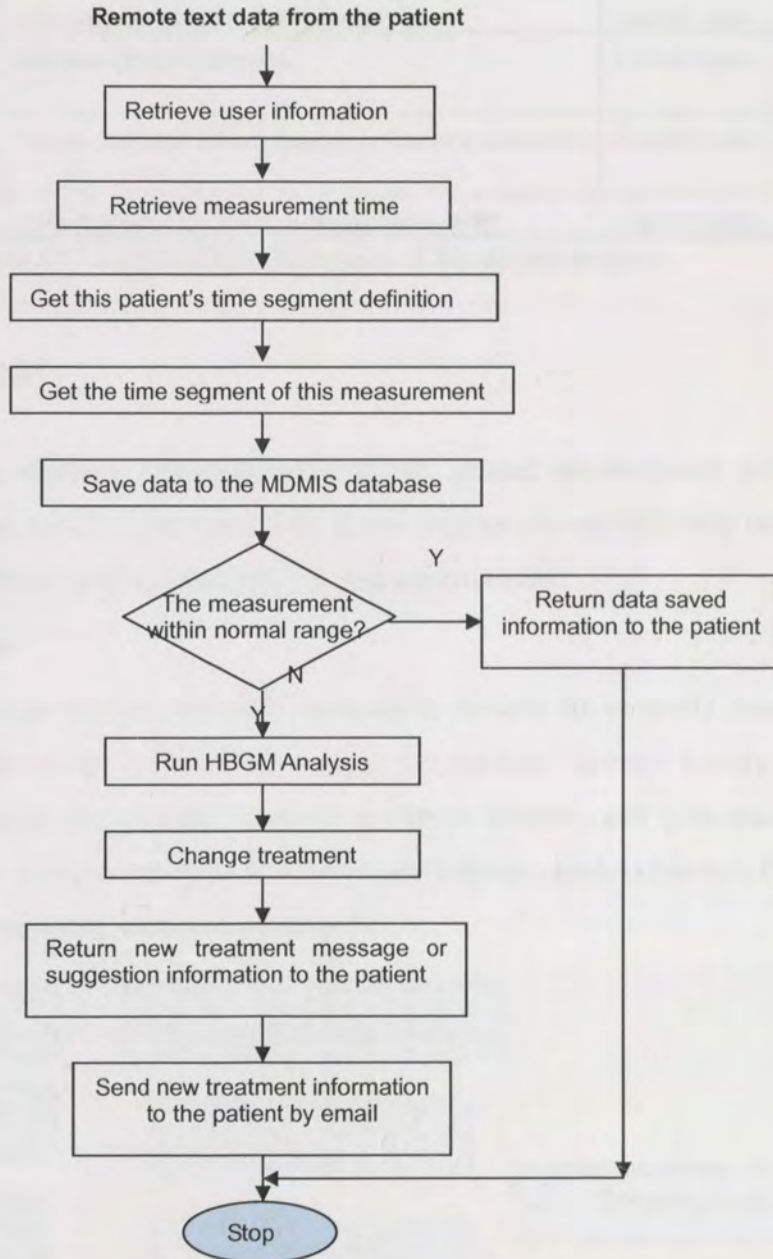 Remote text data from the patient
Retrieve user information
Retrieve measurement time
Get this patient's time segment definition
Get the time segment of this measurement
Save data to the MDMIS database
The measurement
within normal range?
Y
Return data saved
information to the patient
N
Y
Run HBGM Analysis
Change treatment
Return new treatment message or
suggestion information to the patient
Send new treatment information
to the patient by email
Stop